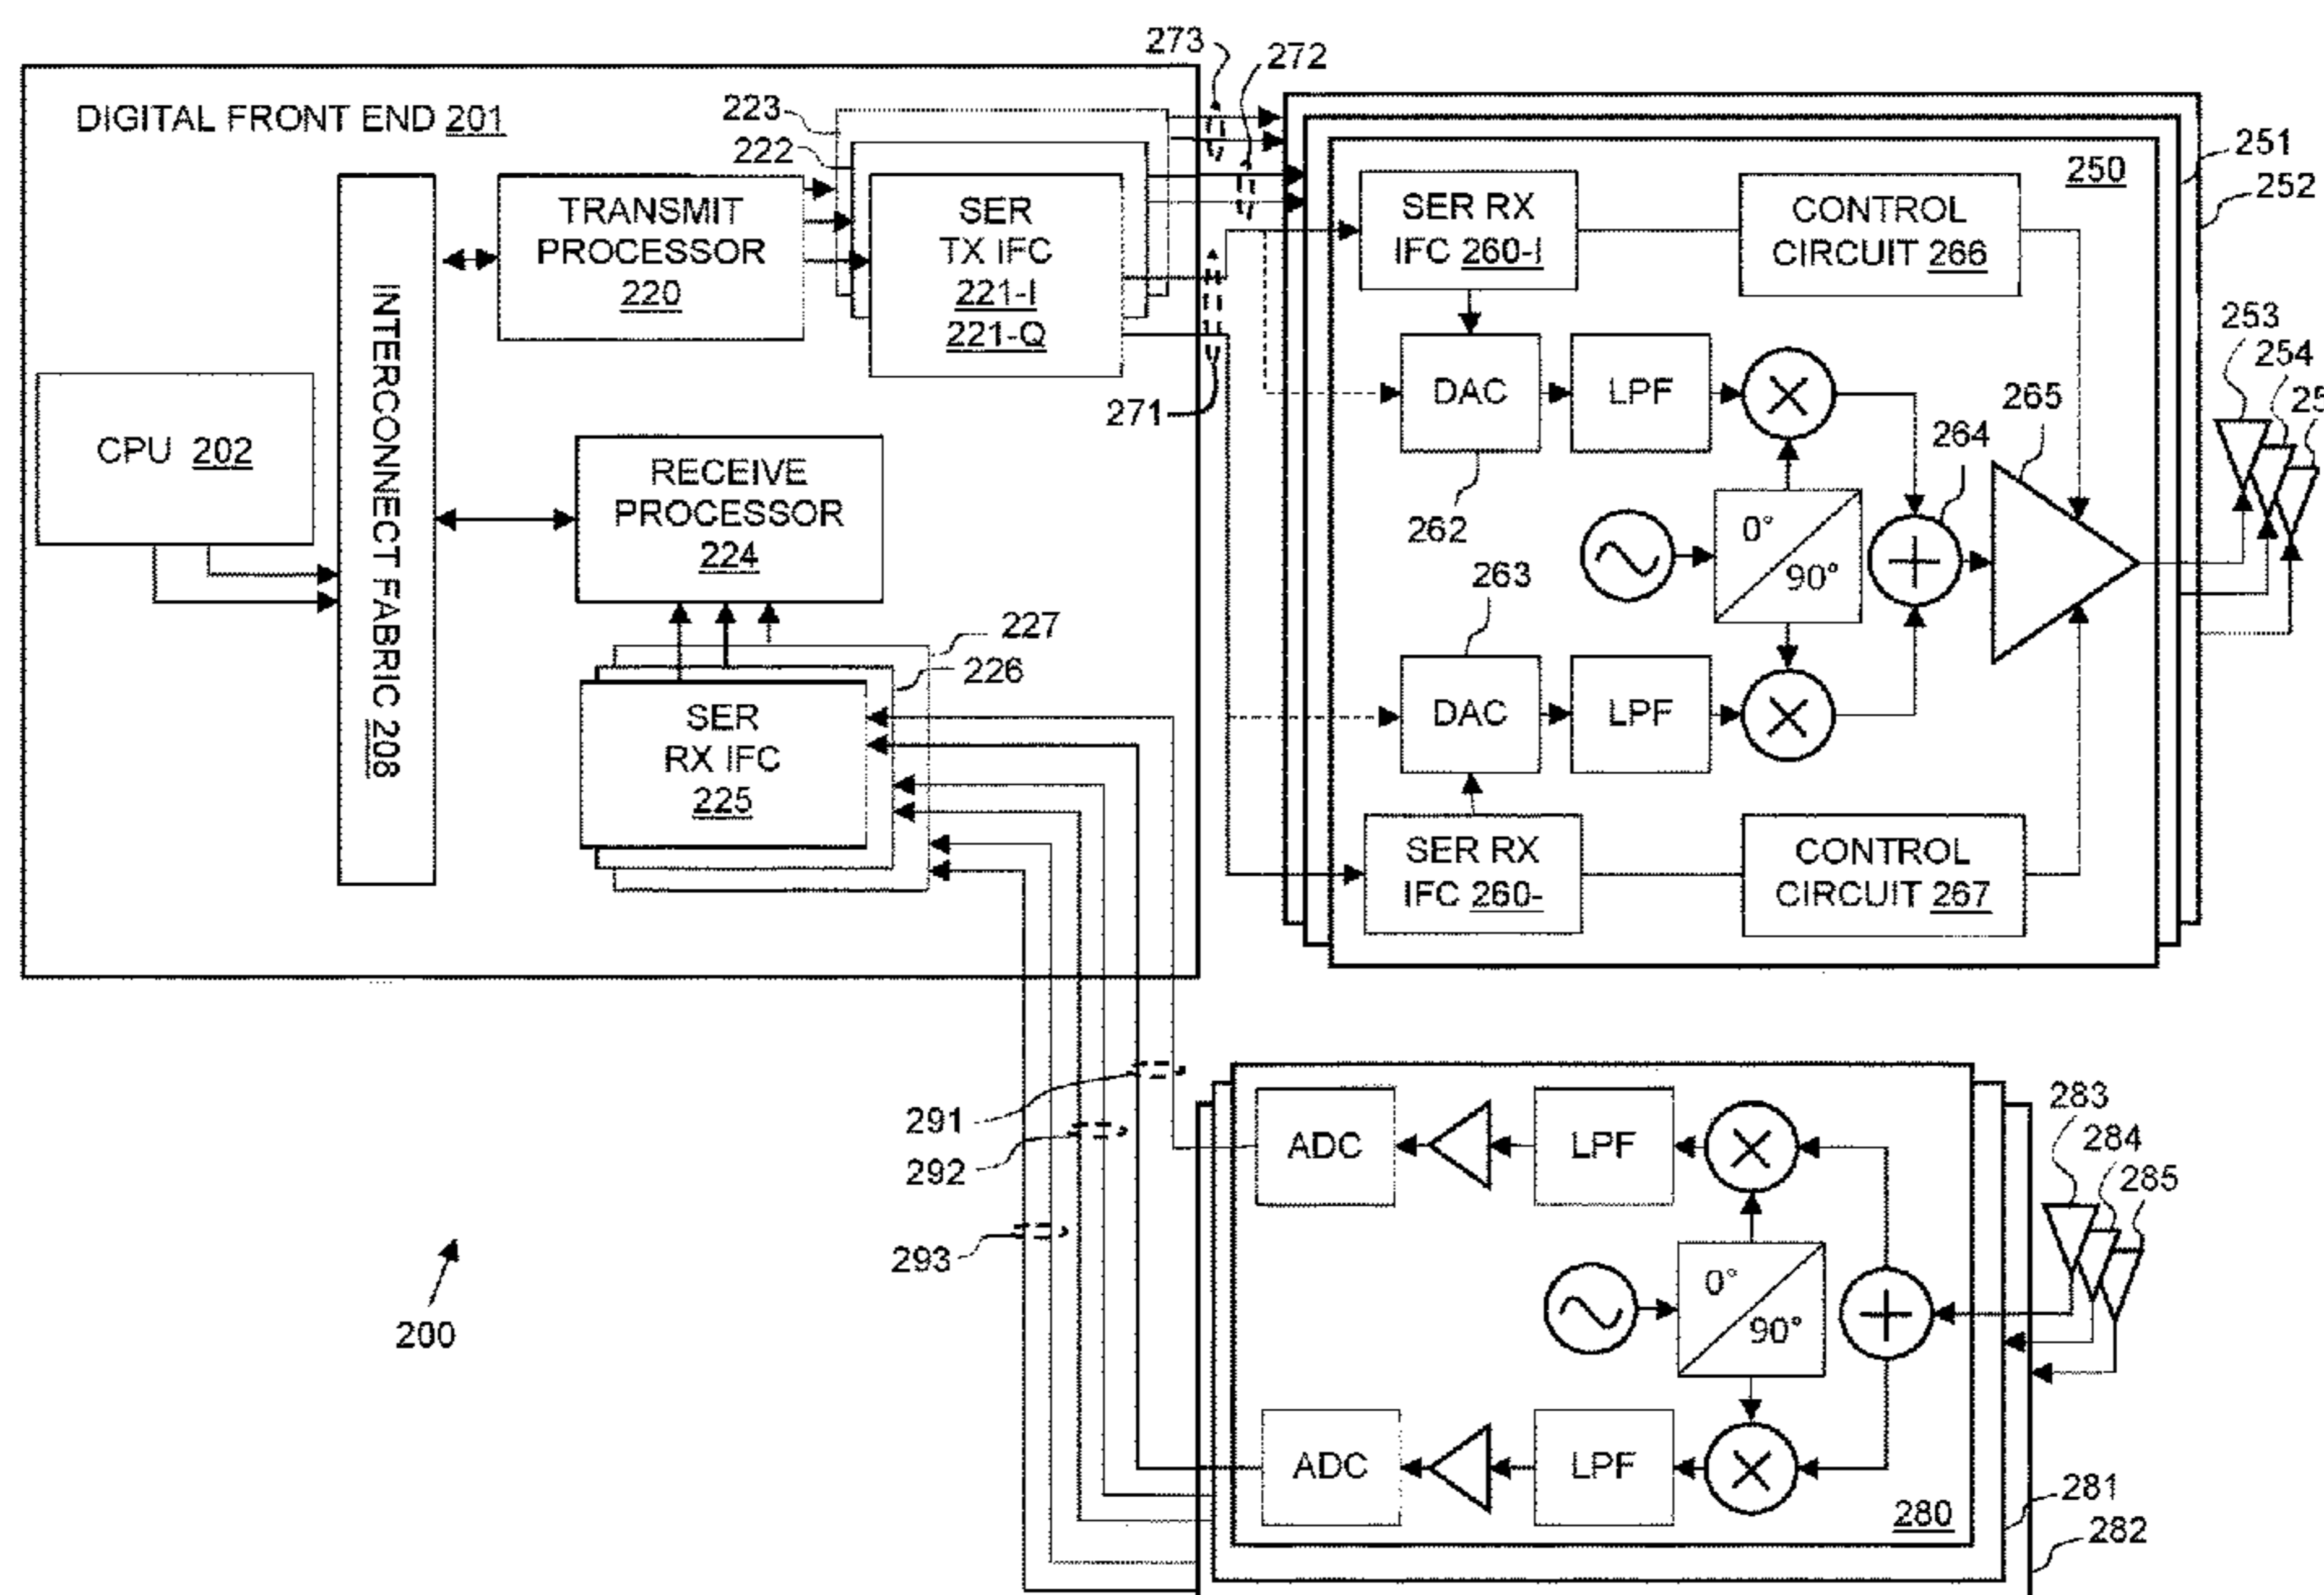 273
272
DIGITAL FRONT END 201
223
222
251
252
250
SER RX
IFC 260-I
CONTROL
CIRCUIT 266
TRANSMIT
PROCESSOR
220
SER
TX IFC
221-I
221-Q
INTERCONNECT FABRIC 208
271
DAC
LPF
262
253
254
25
265
264
CPU 202
RECEIVE
PROCESSOR
224
0°
90°
263
227
226
SER
RX IFC
225
DAC
LPF
SER RX
IFC 260-
CONTROL
CIRCUIT 267
291
292
293
ADC
LPF
283
284
285
0°
90°
200
ADC
LPF
280
281
282